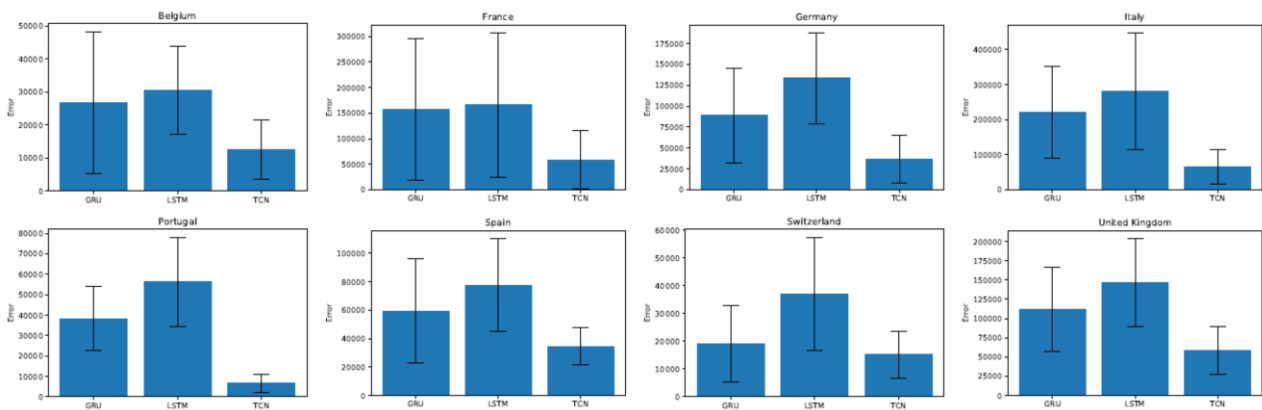 Belgium
50000
40000
30000
20000
10000
0
Error
GRU LSTM TCN
France
300000
250000
200000
150000
100000
50000
0
Error
GRU LSTM TCN
Germany
175000
150000
125000
100000
75000
50000
25000
0
Error
GRU LSTM TCN
Italy
400000
300000
200000
100000
0
Error
GRU LSTM TCN
Portugal
80000
70000
60000
50000
40000
30000
20000
10000
0
Error
GRU LSTM TCN
Spain
100000
80000
60000
40000
20000
0
Error
GRU LSTM TCN
Switzerland
60000
50000
40000
30000
20000
10000
0
Error
GRU LSTM TCN
United Kingdom
200000
175000
150000
125000
100000
75000
50000
25000
0
Error
GRU LSTM TCN